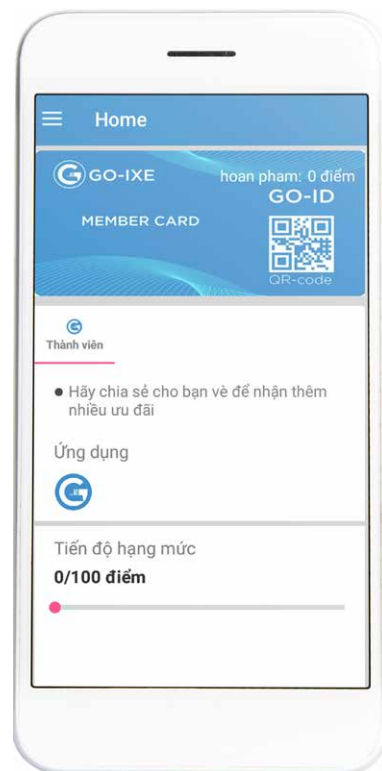 Home
GO-IXE
hoan pham: 0 điểm
GO-ID
MEMBER CARD
QR-code
Thành viên
Hãy chia sẻ cho bạn vè để nhận thêm
nhiều ưu đãi
Ứng dụng
Tiến độ hạng mức
0/100 điểm